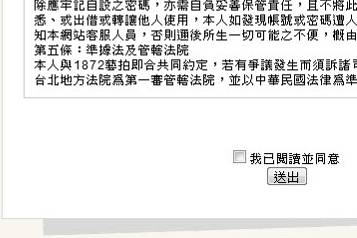 除應牢記自設之密碼，亦需自負妥善保管責任，且不將此
悉、或出借或轉讓他人使用，本人如發現帳號或密碼遭人
知本網站客服人員，否則邇後所生一切可能之不便，概由
第五條：準據法及管轄法院
本人與1872藝拍即合共同約定，若有爭議發生而須訴諸司
台北地方法院為第一審管轄法院，並以中華民國法律為準
我已閱讀並同意
送出